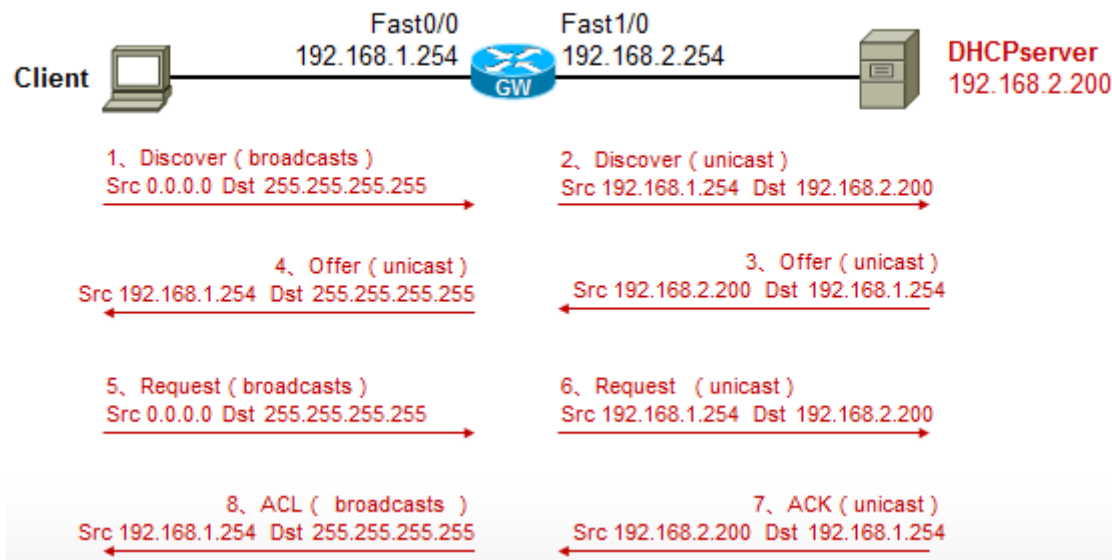 Fast0/0
192.168.1.254
Fast1/0
192.168.2.254
Client
GW
DHCPserver
192.168.2.200
1、Discover ( broadcasts )
Src 0.0.0.0 Dst 255.255.255.255
2、Discover ( unicast )
Src 192.168.1.254 Dst 192.168.2.200
4、Offer ( unicast )
Src 192.168.1.254 Dst 255.255.255.255
3、Offer ( unicast )
Src 192.168.2.200 Dst 192.168.1.254
5、Request ( broadcasts )
Src 0.0.0.0 Dst 255.255.255.255
6、Request ( unicast )
Src 192.168.1.254 Dst 192.168.2.200
8、ACL ( broadcasts )
Src 192.168.1.254 Dst 255.255.255.255
7、ACK ( unicast )
Src 192.168.2.200 Dst 192.168.1.254